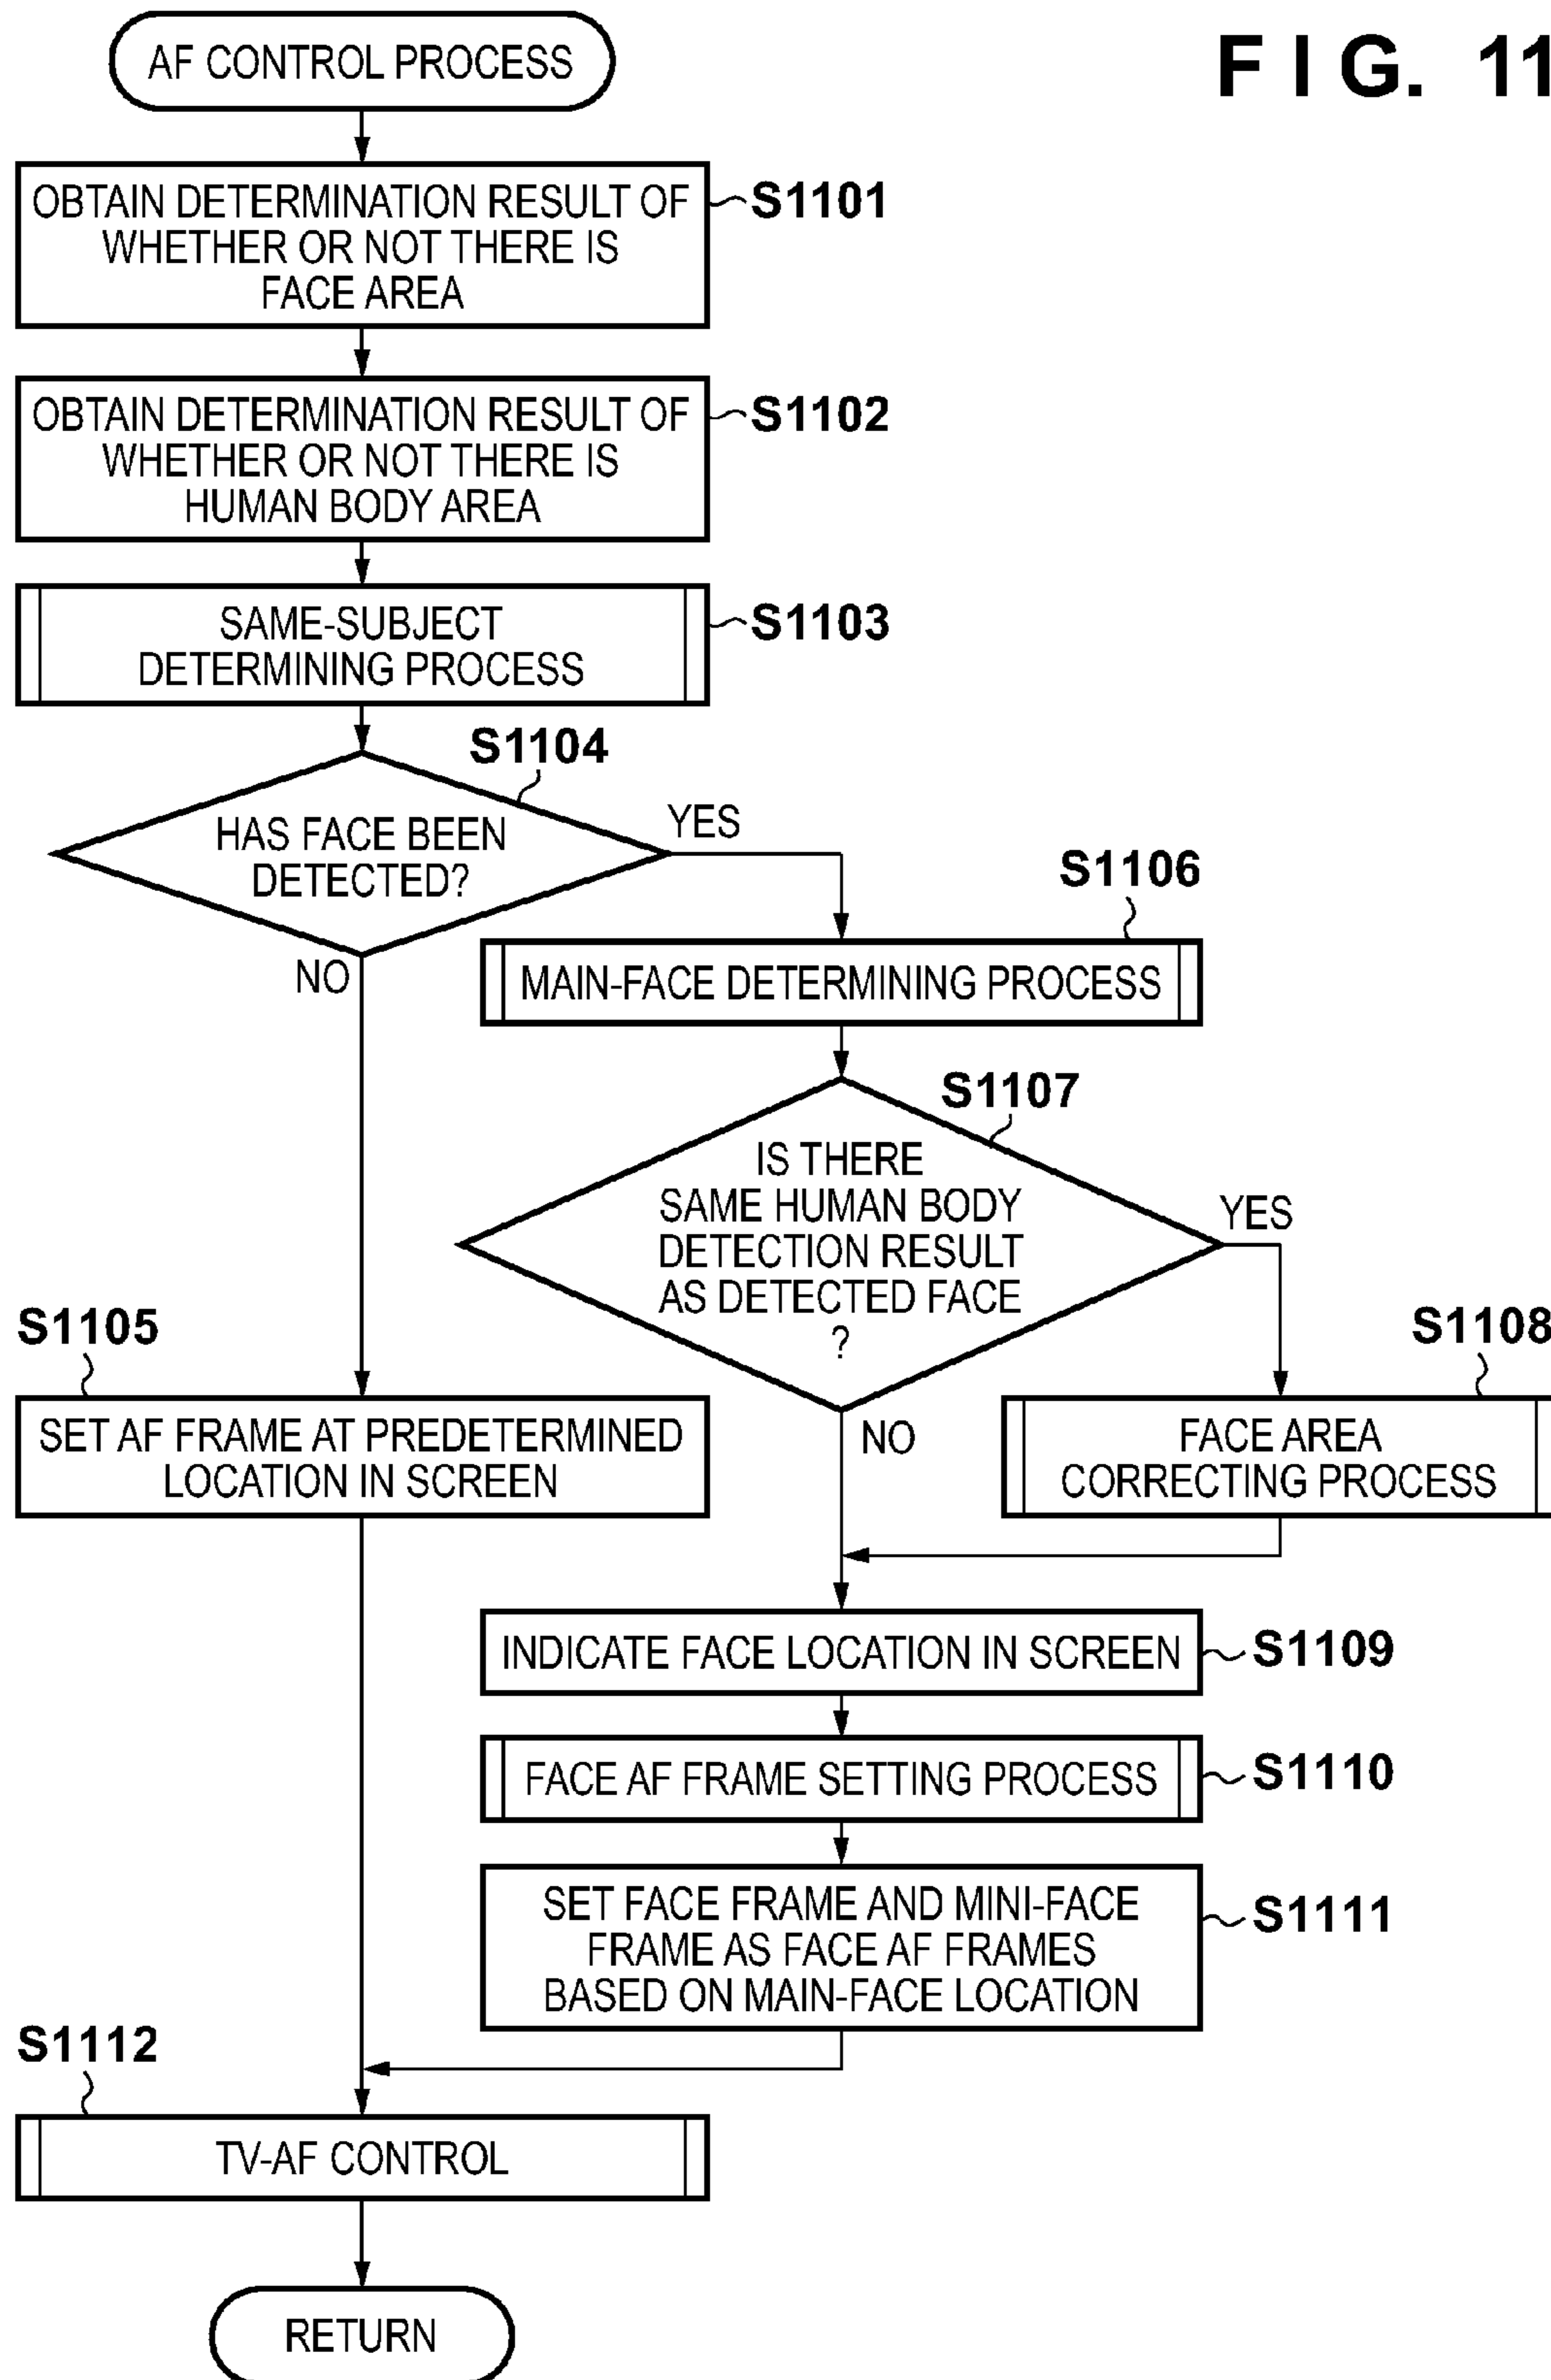 F I G. 11
AF CONTROL PROCESS
OBTAIN DETERMINATION RESULT OF
WHETHER OR NOT THERE IS
FACE AREA
S1101
OBTAIN DETERMINATION RESULT OF
WHETHER OR NOT THERE IS
HUMAN BODY AREA
S1102
SAME-SUBJECT
DETERMINING PROCESS
S1103
S1104
HAS FACE BEEN
DETECTED?
YES
NO
S1106
MAIN-FACE DETERMINING PROCESS
S1107
IS THERE
SAME HUMAN BODY
DETECTION RESULT
AS DETECTED FACE
?
YES
NO
S1105
SET AF FRAME AT PREDETERMINED
LOCATION IN SCREEN
S1108
FACE AREA
CORRECTING PROCESS
INDICATE FACE LOCATION IN SCREEN
S1109
FACE AF FRAME SETTING PROCESS
S1110
SET FACE FRAME AND MINI-FACE
FRAME AS FACE AF FRAMES
BASED ON MAIN-FACE LOCATION
S1111
S1112
TV-AF CONTROL
RETURN